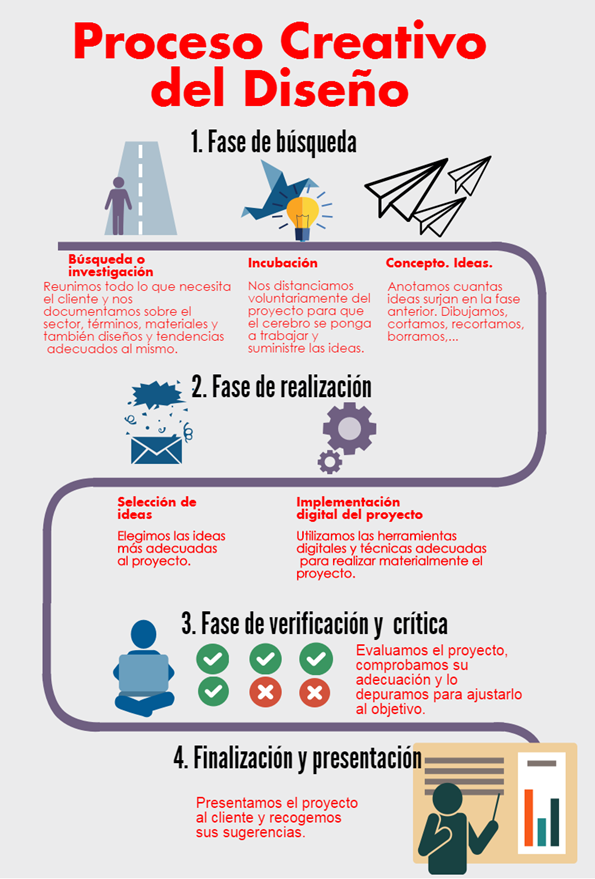 Proceso Creativo
del Diseño
1. Fase de búsqueda
Búsqueda o
investigación
Reunimos todo lo que necesita
el cliente y nos
documentamos sobre el
sector, términos, materiales y
también diseños y tendencias
adecuados al mismo.
Incubación
Nos distanciamos
voluntariamente del
proyecto para que
el cerebro se ponga
a trabajar y
suministre las ideas.
Concepto. Ideas.
Anotamos cuantas
ideas surjan en la fase
anterior. Dibujamos,
cortamos, recortamos,
borramos,...
2. Fase de realización
Selección de
ideas
Elegimos las ideas
más adecuadas
al proyecto.
Implementación
digital del proyecto
Utilizamos las herramientas
digitales y técnicas adecuadas
para realizar materialmente el
proyecto.
3. Fase de verificación y crítica
Evaluamos el proyecto,
comprobamos su
adecuación y lo
depuramos para ajustarlo
al objetivo.
4. Finalización y presentación
Presentamos el proyecto
al cliente y recogemos
sus sugerencias.